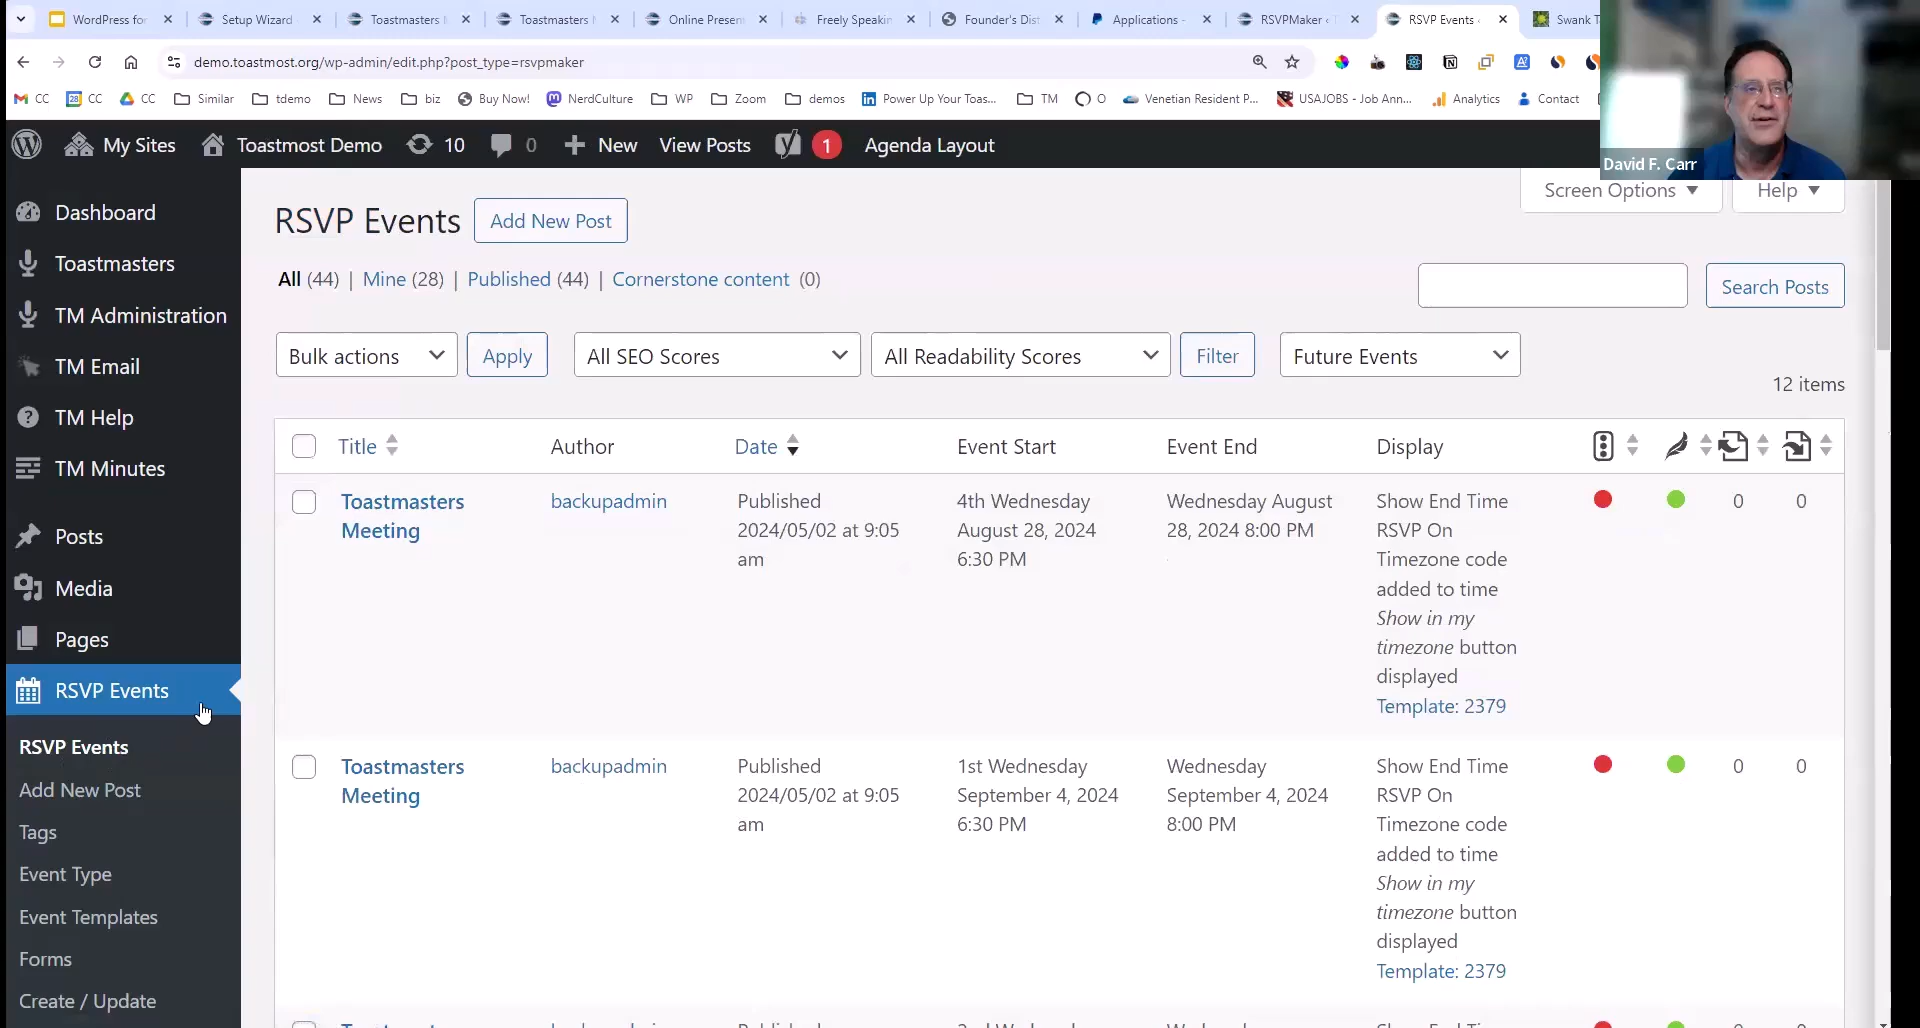 WordPress for
Setup Wizard
Toastmasters
Toastmasters
Online Presen
Freely Speakin
Founder's Dist
Applications -
RSVPMaker ‹
RSVP Events ‹
Swank T
demo.toastmost.org/wp-admin/edit.php?post_type=rsvpmaker
CC
CC
CC
Similar
tdemo
News
biz
Buy Now!
NerdCulture
WP
Zoom
demos
Power Up Your Toas...
TM
O
Venetian Resident P...
USAJOBS - Job Ann...
Analytics
Contact
David F. Carr
My Sites
Toastmost Demo
10
0
New
View Posts
1
Agenda Layout
Screen Options
Help
Dashboard
Toastmasters
TM Administration
TM Email
TM Help
TM Minutes
Posts
Media
Pages
RSVP Events
RSVP Events
Add New Post
Tags
Event Type
Event Templates
Forms
Create / Update
RSVP Events
Add New Post
All (44) | Mine (28) | Published (44) | Cornerstone content (0)
Search Posts
Bulk actions
Apply
All SEO Scores
All Readability Scores
Filter
Future Events
12 items
Title
Author
Date
Event Start
Event End
Display
Toastmasters
Meeting
backupadmin
Published
2024/05/02 at 9:05
am
4th Wednesday
August 28, 2024
6:30 PM
Wednesday August
28, 2024 8:00 PM
Show End Time
RSVP On
Timezone code
added to time
Show in my
timezone button
displayed
Template: 2379
0
0
Toastmasters
Meeting
backupadmin
Published
2024/05/02 at 9:05
am
1st Wednesday
September 4, 2024
6:30 PM
Wednesday
September 4, 2024
8:00 PM
Show End Time
RSVP On
Timezone code
added to time
Show in my
timezone button
displayed
Template: 2379
0
0